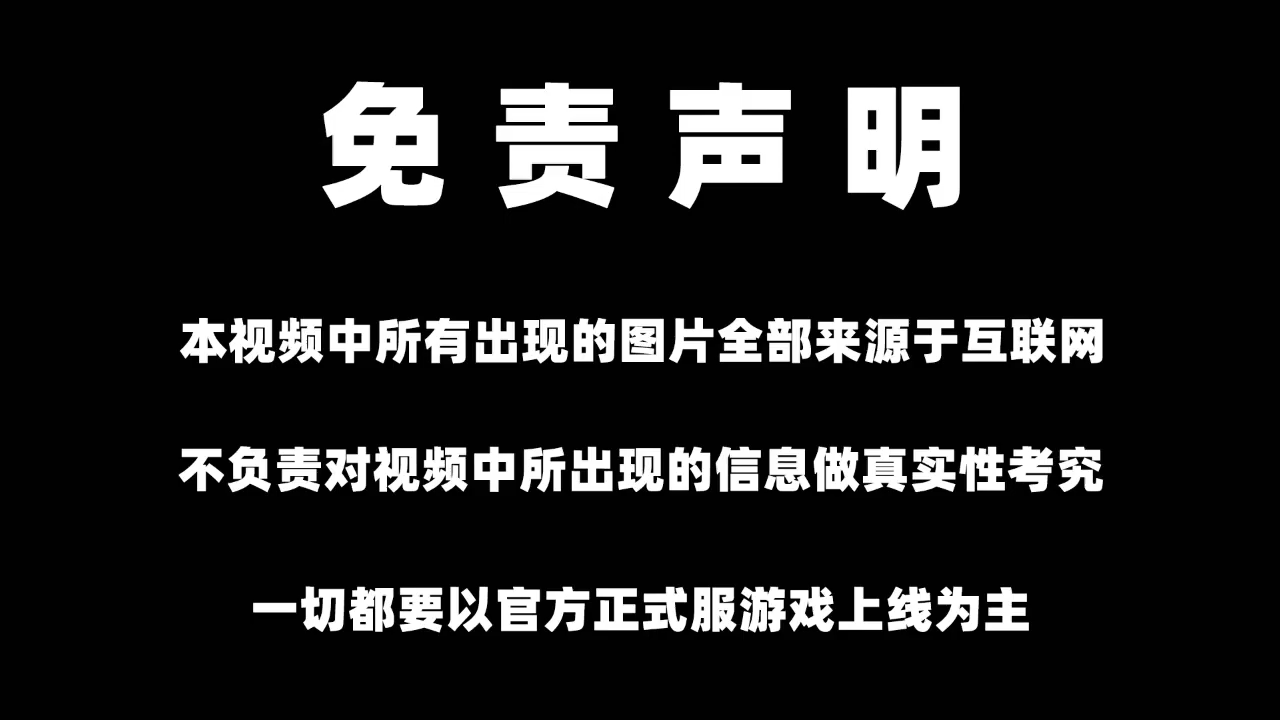 免责声明
本视频中所有出现的图片全部来源于互联网
不负责对视频中所出现的信息做真实性考究
一切都要以官方正式服游戏上线为主